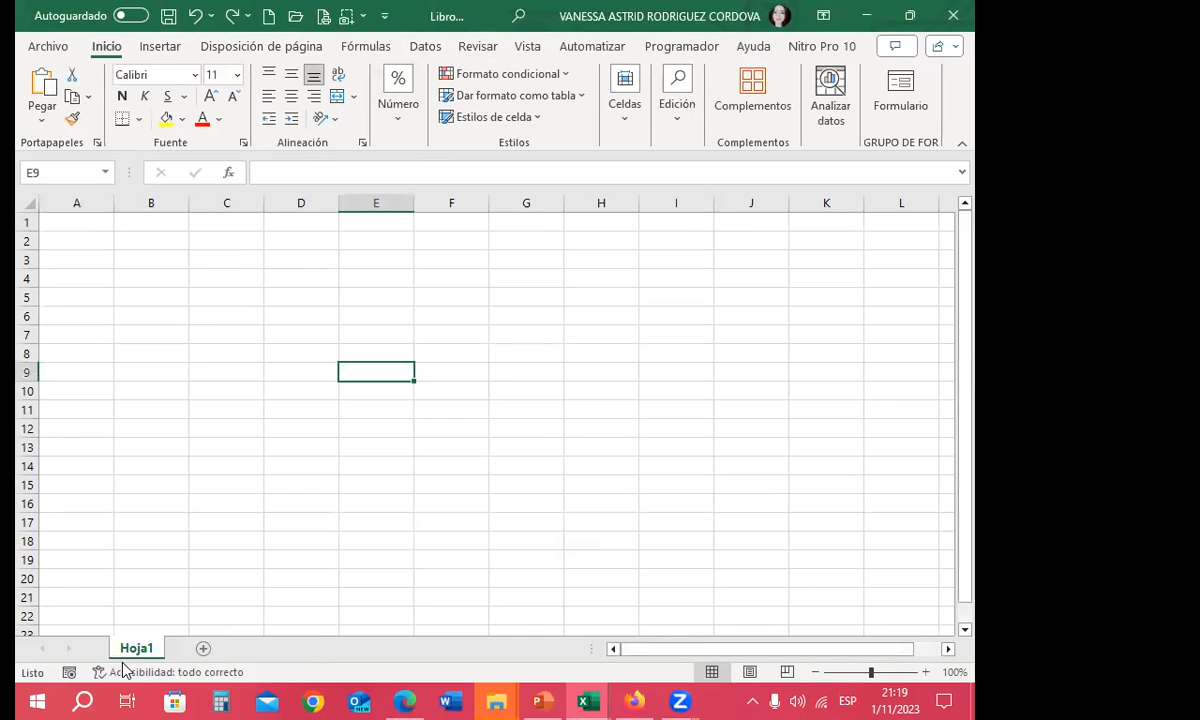 Autoguardado Libro... VANESSA ASTRID RODRIGUEZ CORDOVA
Archivo Inicio Insertar Disposición de página Fórmulas Datos Revisar Vista Automatizar Programador Ayuda Nitro Pro 10
Pegar
Portapapeles
Calibri 11
N K S A A
A
Fuente
ab
Alineación
%
Número
Formato condicional
Dar formato como tabla
Estilos de celda
Estilos
Celdas
Edición
Complementos
Complementos
Analizar
datos
Formulario
GRUPO DE FOR
E9 fx
A B C D E F G H I J K L
1
2
3
4
5
6
7
8
9
10
11
12
13
14
15
16
17
18
19
20
21
22
23
Hoja1
Listo Accesibilidad: todo correcto 100%
ESP 21:19
1/11/2023